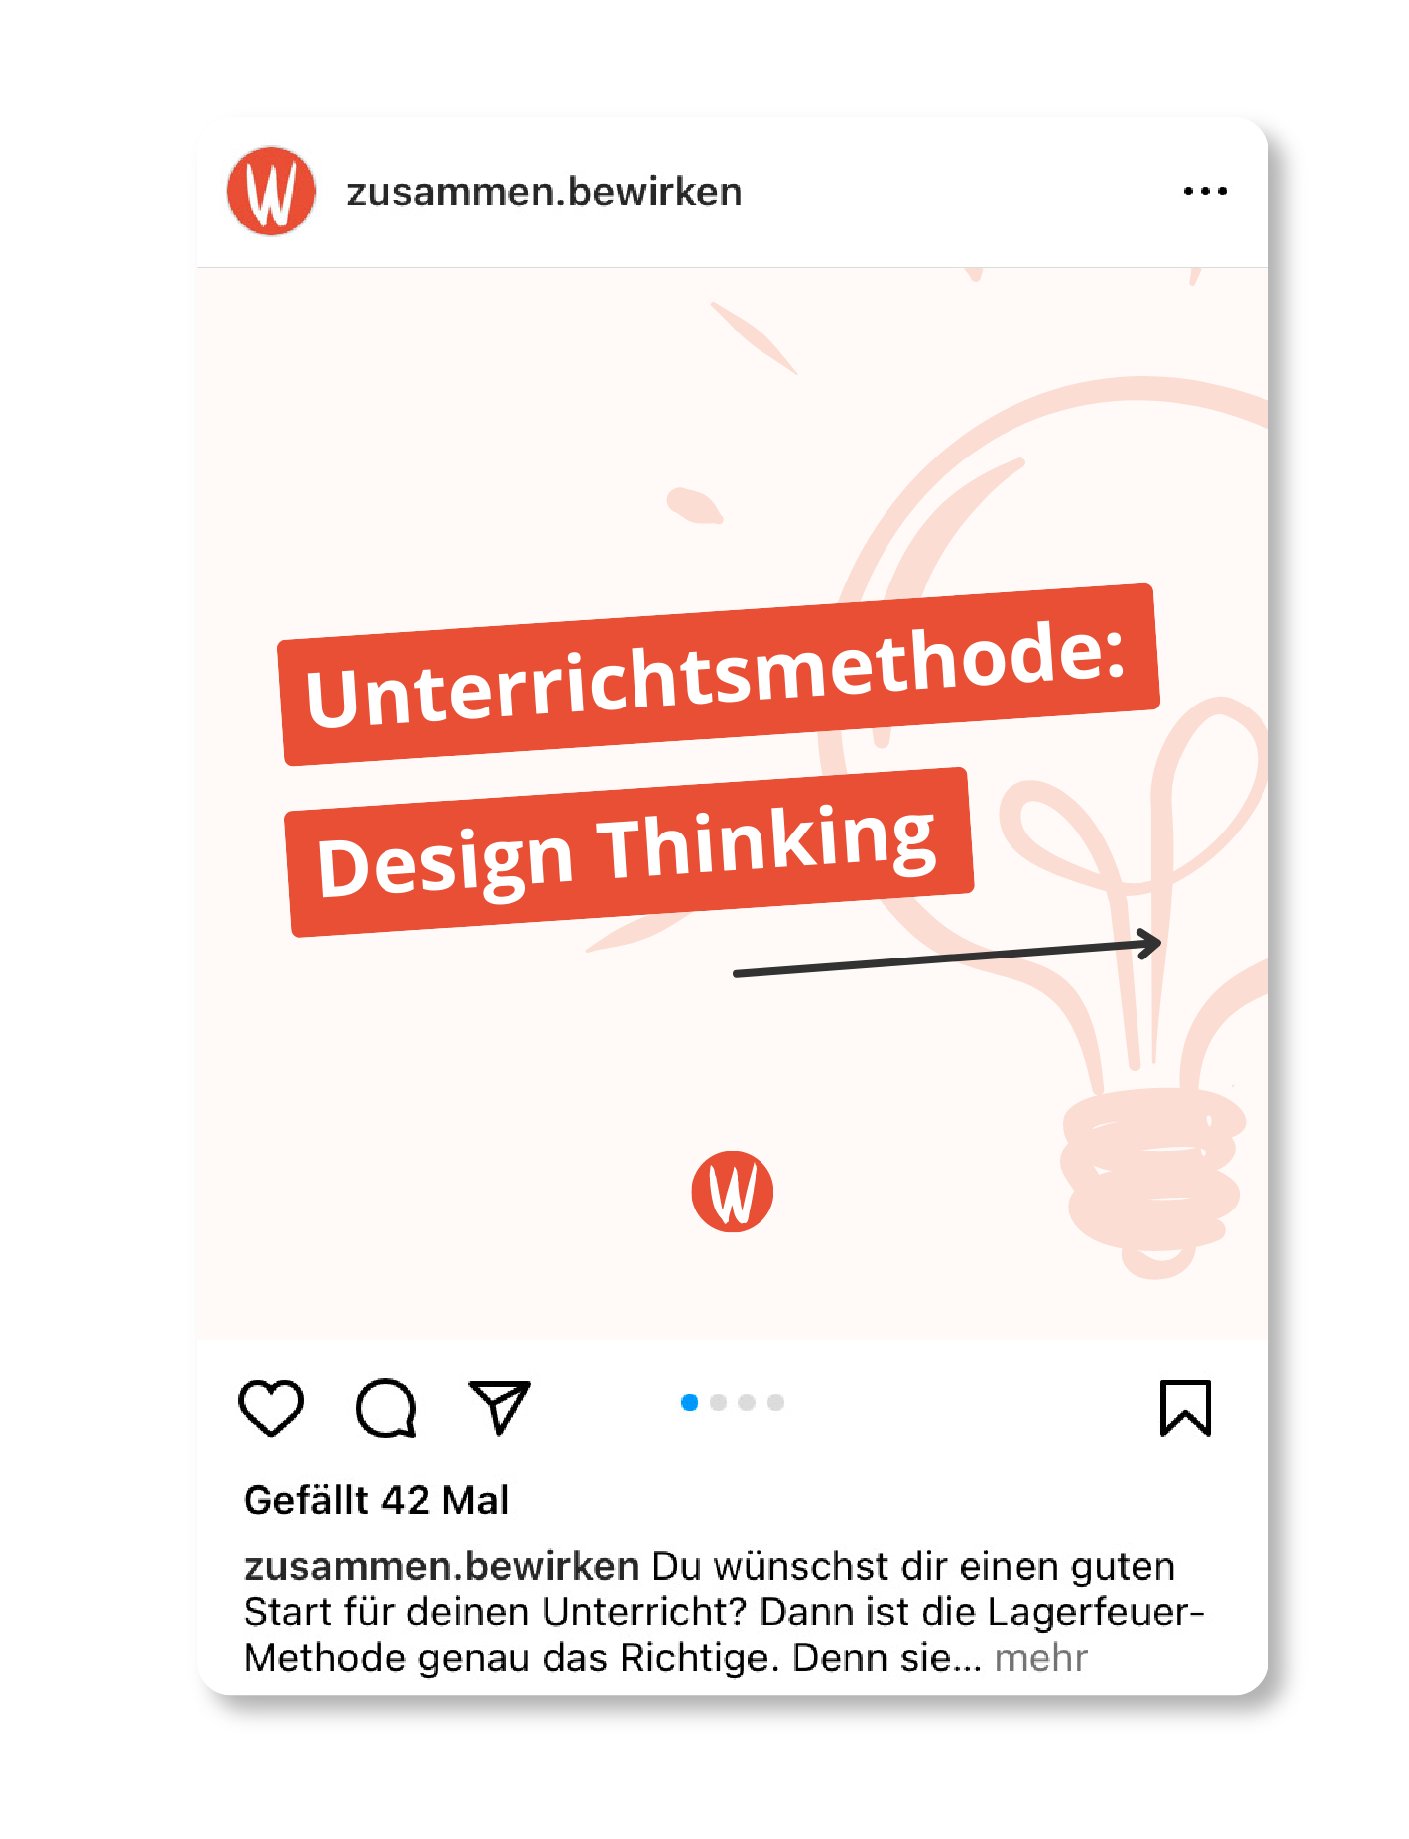 W
zusammen.bewirken
Unterrichtsmethode:
Design Thinking
W
Gefällt 42 Mal
zusammen.bewirken Du wünschst dir einen guten
Start für deinen Unterricht? Dann ist die Lagerfeuer-
Methode genau das Richtige. Denn sie... mehr